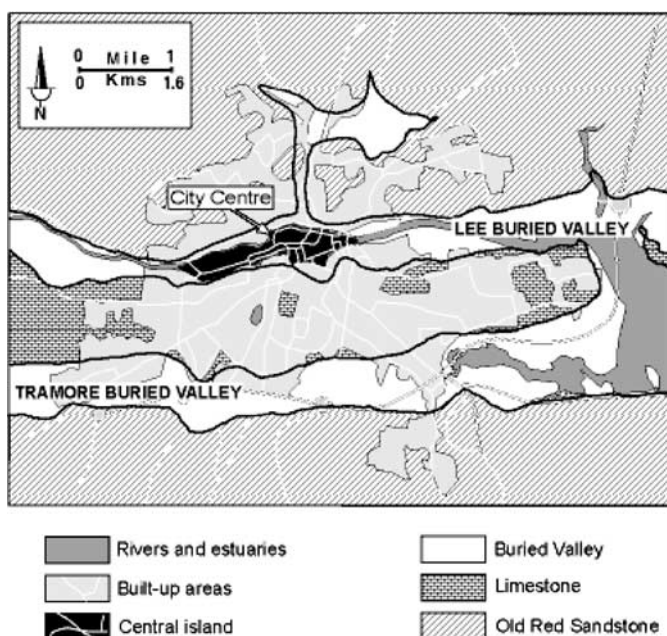 0 Mile 1
0 Kms 1.6
N
City Centre
LEE BURIED VALLEY
TRAMORE BURIED VALLEY
Rivers and estuaries
Buried Valley
Built-up areas
Limestone
Central island
Old Red Sandstone